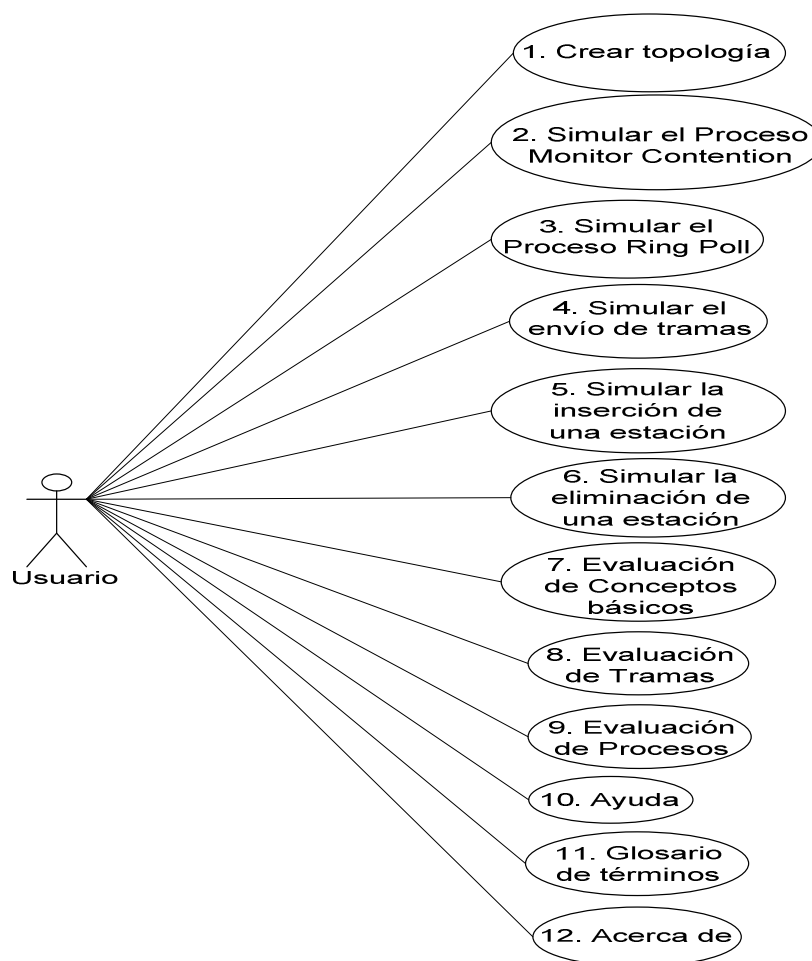 1. Crear topología
2. Simular el Proceso
Monitor Contention
3. Simular el
Proceso Ring Poll
4. Simular el
envío de tramas
5. Simular la
inserción de
una estación
6. Simular la
eliminación de
una estación
Usuario
7. Evaluación
de Conceptos
básicos
8. Evaluación
de Tramas
9. Evaluación
de Procesos
10. Ayuda
11. Glosario
de términos
12. Acerca de